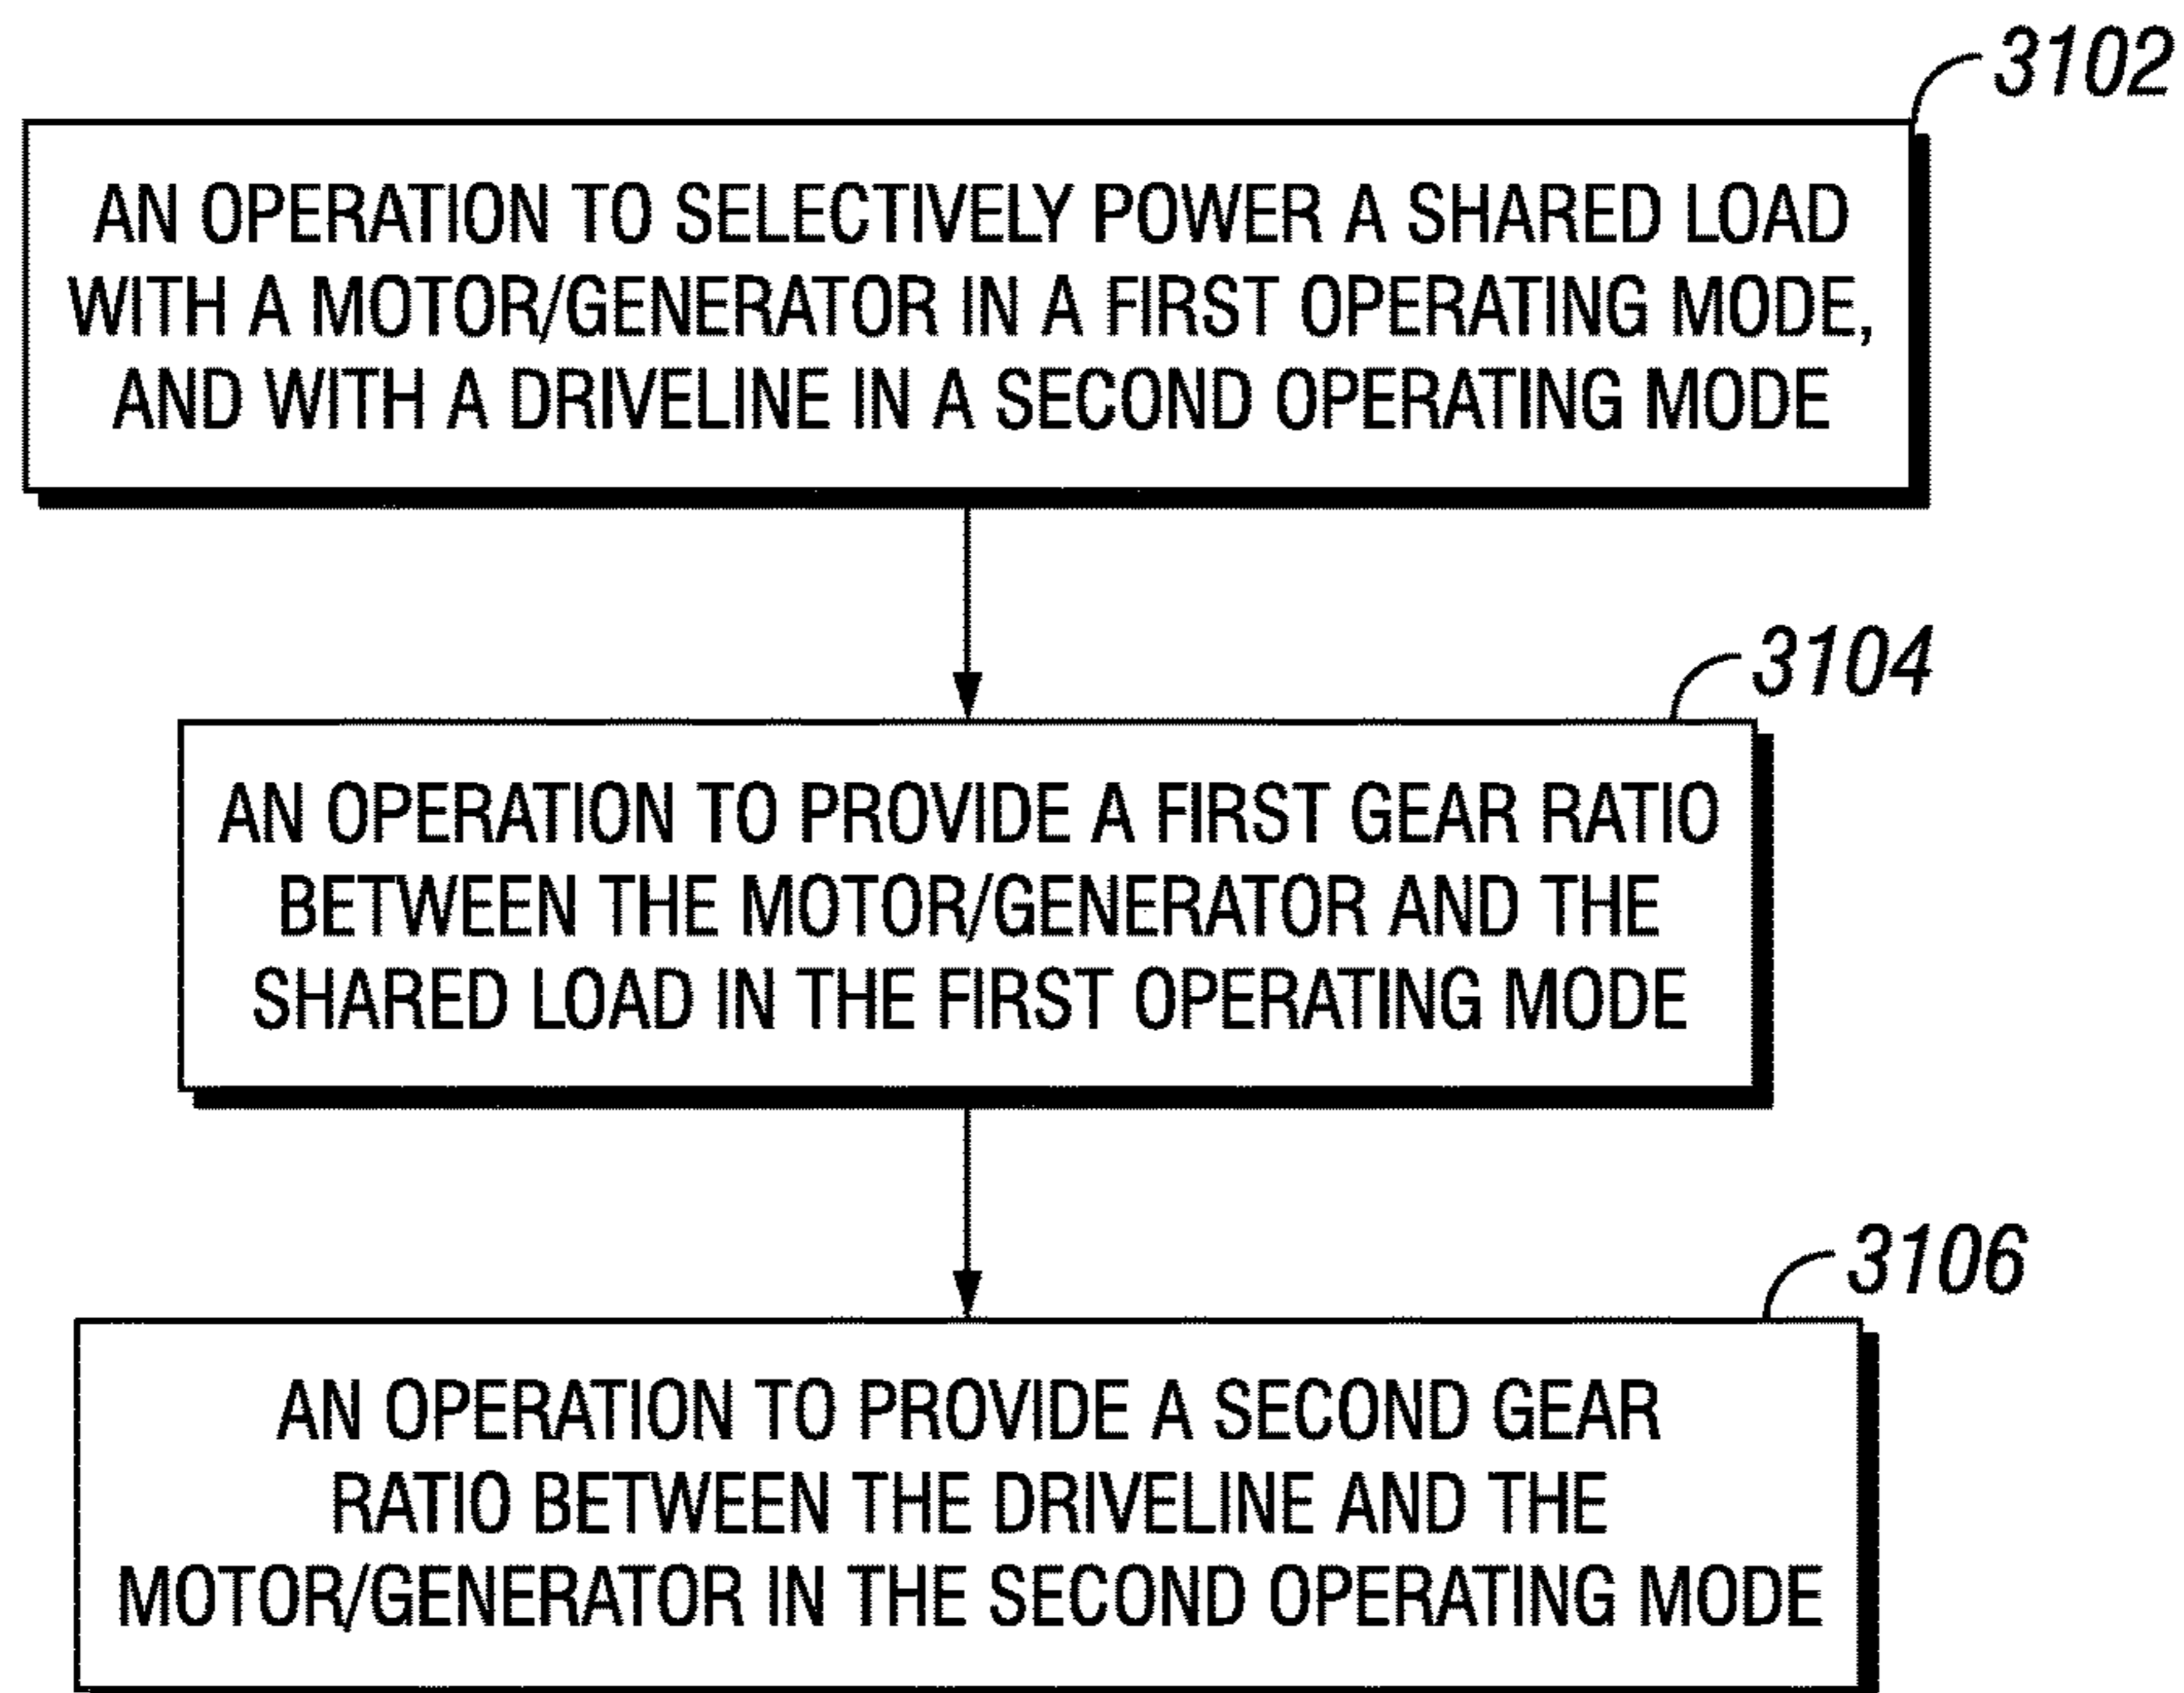 3102
AN OPERATION TO SELECTIVELY POWER A SHARED LOAD
WITH A MOTOR/GENERATOR IN A FIRST OPERATING MODE,
AND WITH A DRIVELINE IN A SECOND OPERATING MODE
3104
AN OPERATION TO PROVIDE A FIRST GEAR RATIO
BETWEEN THE MOTOR/GENERATOR AND THE
SHARED LOAD IN THE FIRST OPERATING MODE
3106
AN OPERATION TO PROVIDE A SECOND GEAR
RATIO BETWEEN THE DRIVELINE AND THE
MOTOR/GENERATOR IN THE SECOND OPERATING MODE